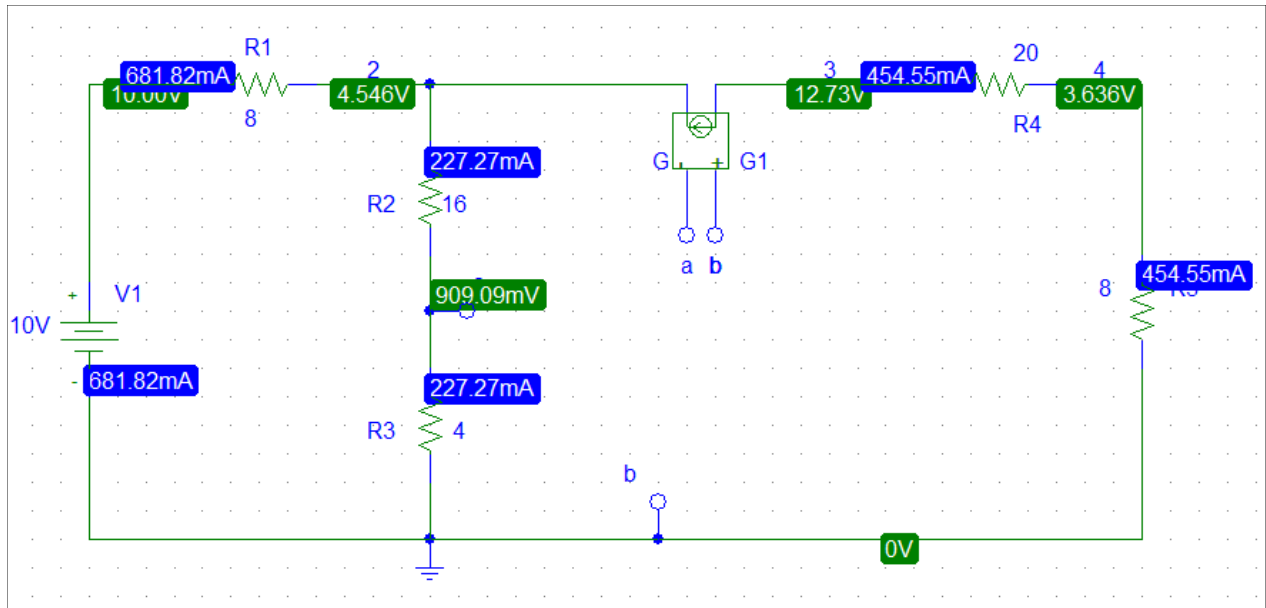 R1
20
681.82mA
2
3
454.55mA
4
10.00V
4.546V
12.73V
3.636V
8
R4
227.27mA
G
-
+
G1
R2
16
a
b
454.55mA
909.09mV
8
+
V1
10V
-
681.82mA
227.27mA
R3
4
b
0V